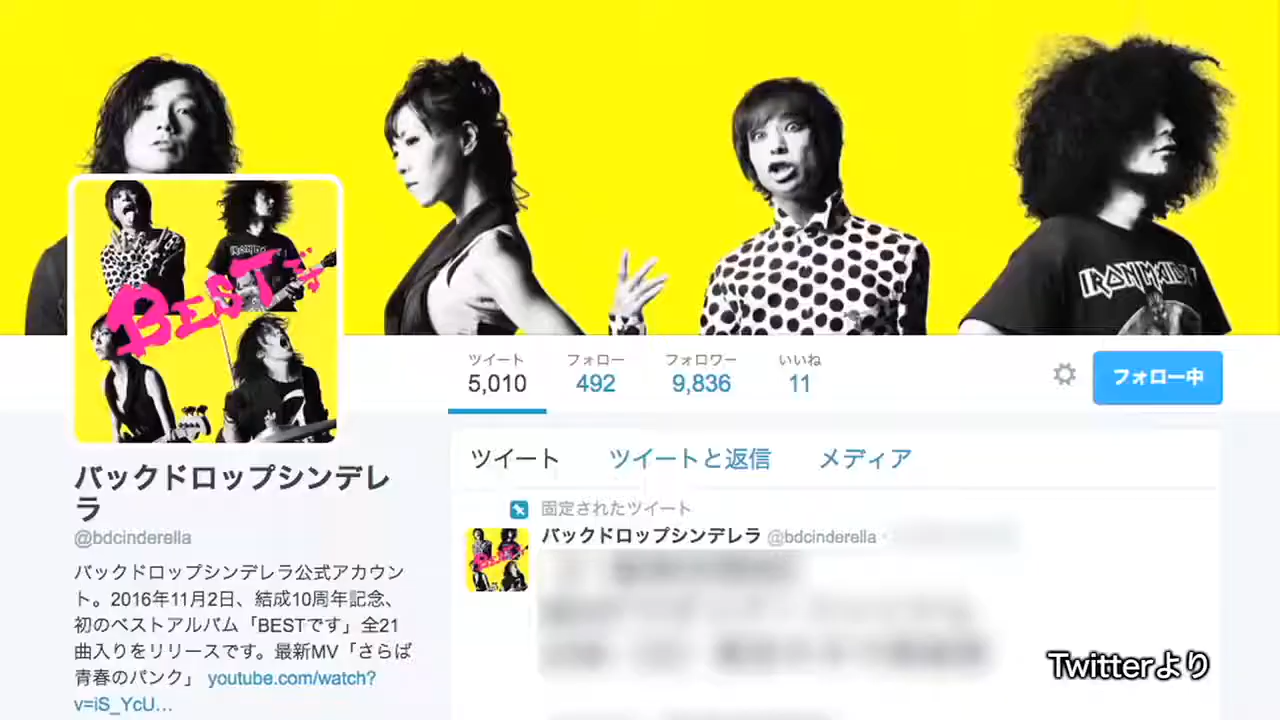 IRON MAIDEN
IRON MAIDEN
BESTです
ツイート
フォロー
フォロワー
いいね
5,010
492
9,836
11
フォロー中
ツイート
ツイートと返信
メディア
バックドロップシンデレ
ラ
@bdcinderella
バックドロップシンデレラ公式アカウン
ト。2016年11月2日、結成10周年記念、
初のベストアルバム「BESTです」全21
曲入りをリリースです。最新MV「さらば
青春のパンク」 youtube.com/watch?
v=iS_YcU…
固定されたツイート
バックドロップシンデレラ @bdcinderella ·
Twitterより